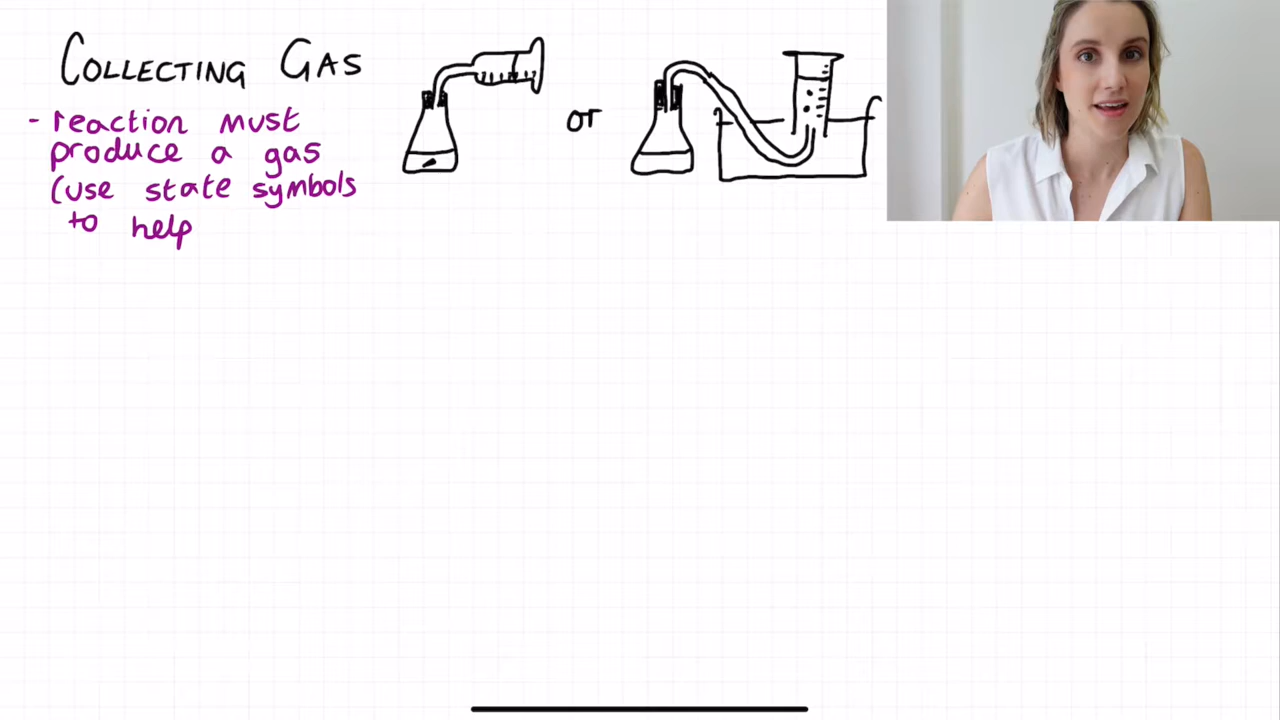 COLLECTING GAS
- reaction must
produce a gas
(use state symbols
to help
or